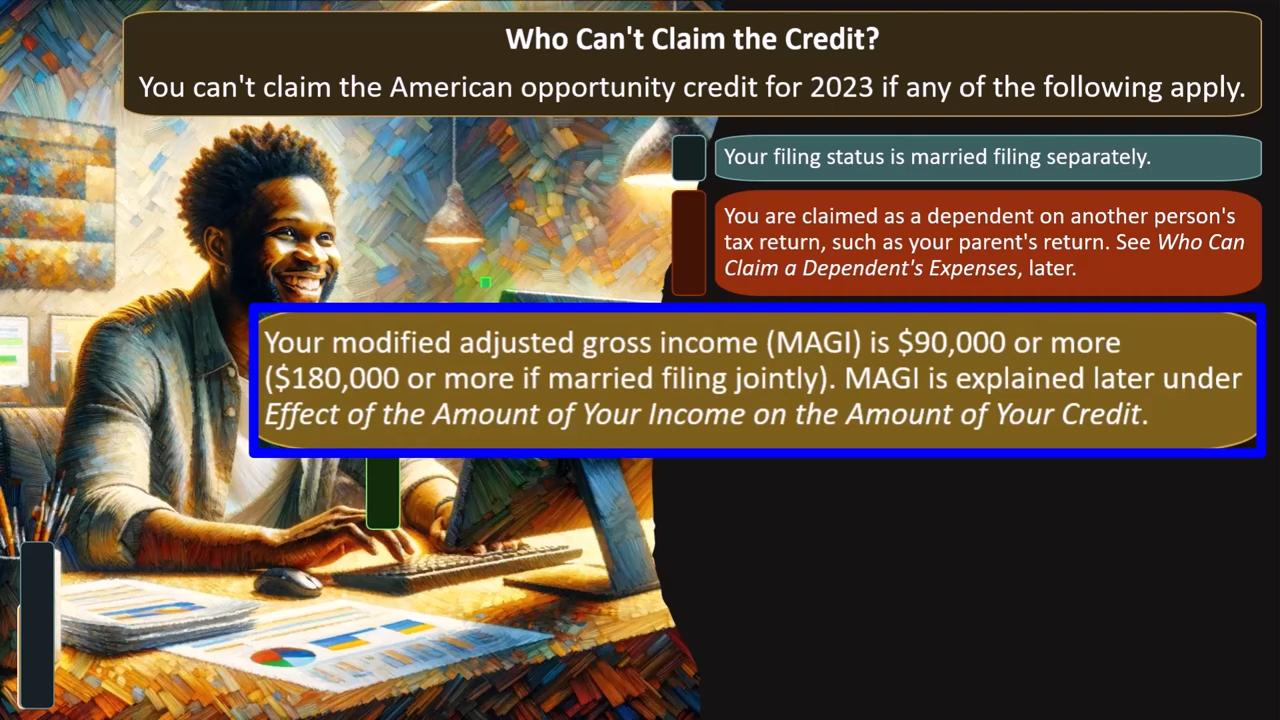 Who Can't Claim the Credit?
You can't claim the American opportunity credit for 2023 if any of the following apply.
Your filing status is married filing separately.
You are claimed as a dependent on another person's
tax return, such as your parent's return. See Who Can
Claim a Dependent's Expenses, later.
Your modified adjusted gross income (MAGI) is $90,000 or more
($180,000 or more if married filing jointly). MAGI is explained later under
Effect of the Amount of Your Income on the Amount of Your Credit.